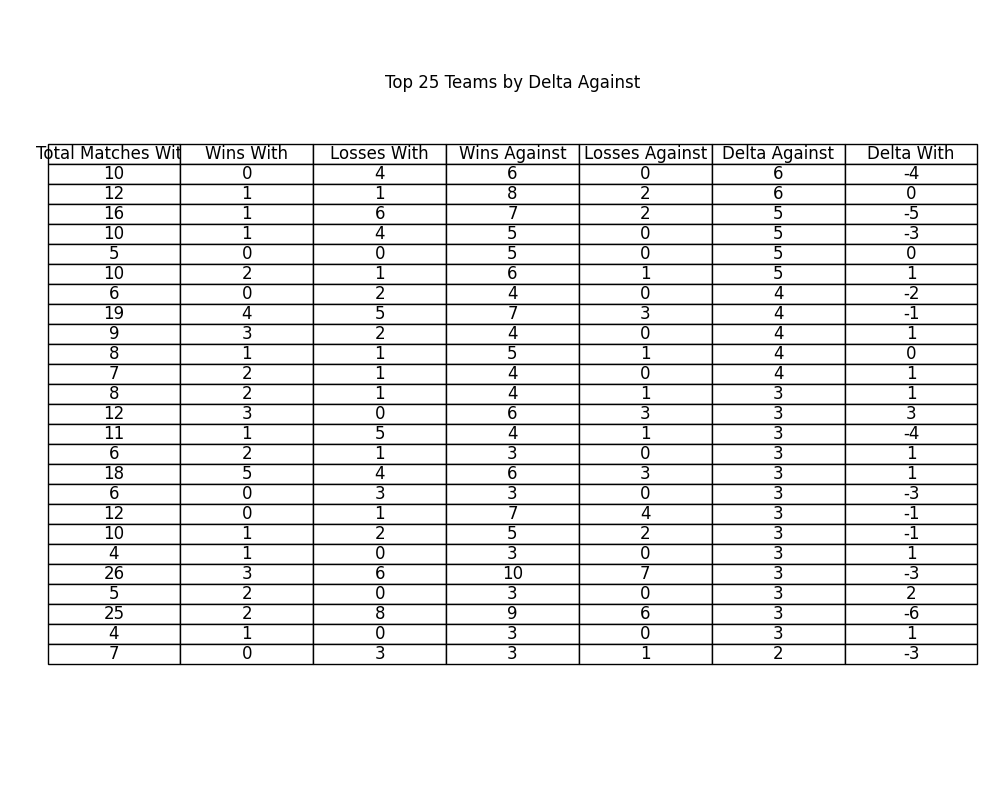 Top 25 Teams by Delta Against
Total Matches Wit Wins With Losses With Wins Against Losses Against Delta Against Delta With
10 0 4 6 0 6 -4
12 1 1 8 2 6 0
16 1 6 7 2 5 -5
10 1 4 5 0 5 -3
5 0 0 5 0 5 0
10 2 1 6 1 5 1
6 0 2 4 0 4 -2
19 4 5 7 3 4 -1
9 3 2 4 0 4 1
8 1 1 5 1 4 0
7 2 1 4 0 4 1
8 2 1 4 1 3 1
12 3 0 6 3 3 3
11 1 5 4 1 3 -4
6 2 1 3 0 3 1
18 5 4 6 3 3 1
6 0 3 3 0 3 -3
12 0 1 7 4 3 -1
10 1 2 5 2 3 -1
4 1 0 3 0 3 1
26 3 6 10 7 3 -3
5 2 0 3 0 3 2
25 2 8 9 6 3 -6
4 1 0 3 0 3 1
7 0 3 3 1 2 -3